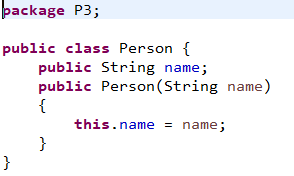 package P3;
public class Person {
    public String name;
    public Person(String name)
    {
        this.name = name;
    }
}